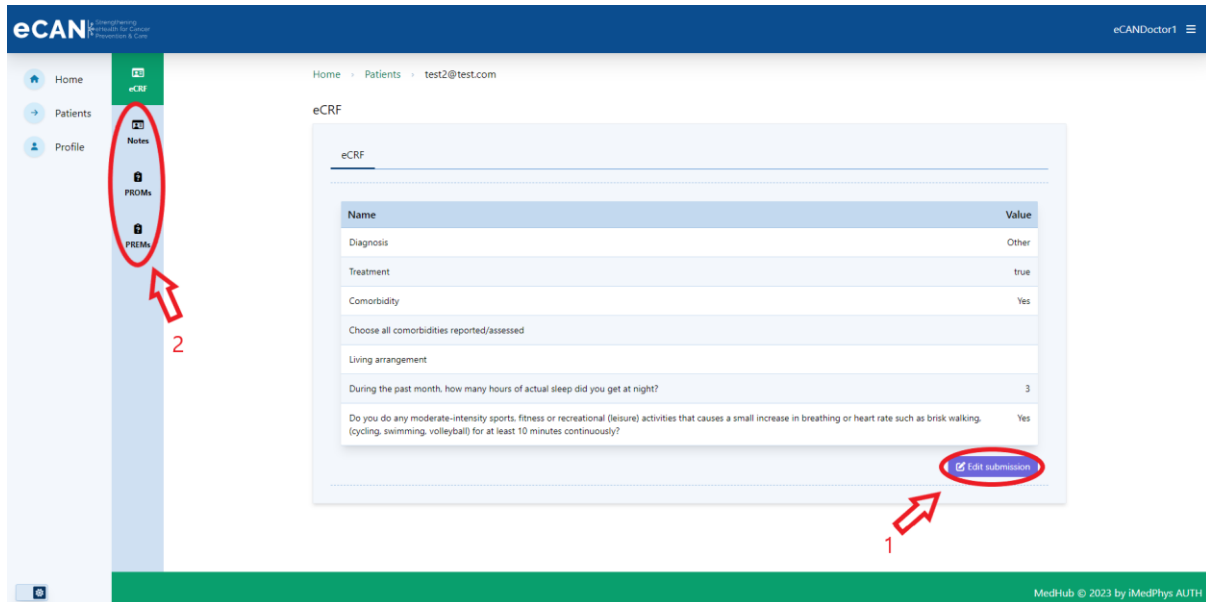 eCAN Strengthening
eHealth for Cancer
Prevention & Care
eCANDoctor1
Home
Patients
Profile
eCRF
Notes
PROMs
PREMs
2
Home › Patients › test2@test.com
eCRF
eCRF
Name Value
Diagnosis Other
Treatment true
Comorbidity Yes
Choose all comorbidities reported/assessed
Living arrangement
During the past month, how many hours of actual sleep did you get at night? 3
Do you do any moderate-intensity sports, fitness or recreational (leisure) activities that causes a small increase in breathing or heart rate such as brisk walking, Yes
(cycling, swimming, volleyball) for at least 10 minutes continuously?
Edit submission
1
MedHub © 2023 by iMedPhys AUTH